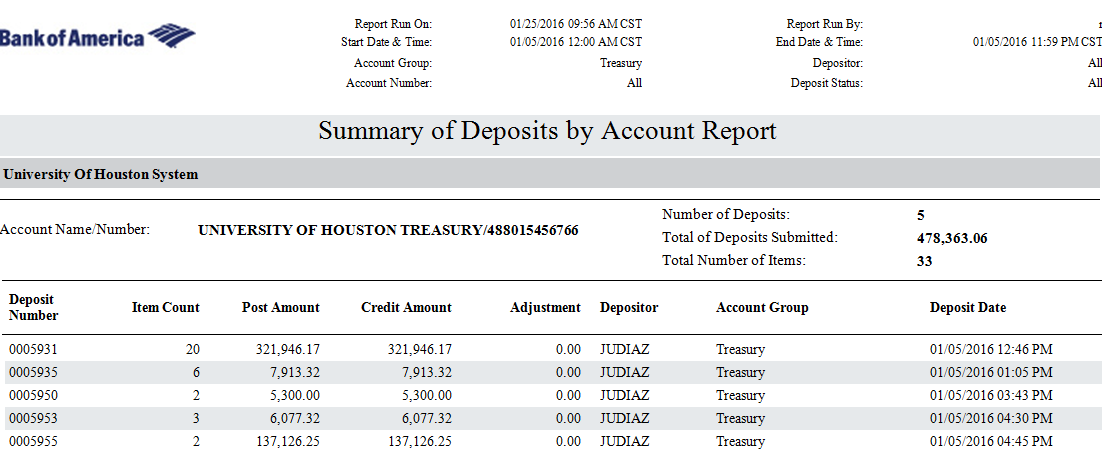 Bank of America
Report Run On: 01/25/2016 09:56 AM CST Report Run By:
Start Date & Time: 01/05/2016 12:00 AM CST End Date & Time: 01/05/2016 11:59 PM CST
Account Group: Treasury Depositor: All
Account Number: All Deposit Status: All
Summary of Deposits by Account Report
University Of Houston System
Account Name/Number: UNIVERSITY OF HOUSTON TREASURY/488015456766
Number of Deposits: 5
Total of Deposits Submitted: 478,363.06
Total Number of Items: 33
Deposit Number Item Count Post Amount Credit Amount Adjustment Depositor Account Group Deposit Date
0005931 20 321,946.17 321,946.17 0.00 JUDIAZ Treasury 01/05/2016 12:46 PM
0005935 6 7,913.32 7,913.32 0.00 JUDIAZ Treasury 01/05/2016 01:05 PM
0005950 2 5,300.00 5,300.00 0.00 JUDIAZ Treasury 01/05/2016 03:43 PM
0005953 3 6,077.32 6,077.32 0.00 JUDIAZ Treasury 01/05/2016 04:30 PM
0005955 2 137,126.25 137,126.25 0.00 JUDIAZ Treasury 01/05/2016 04:45 PM